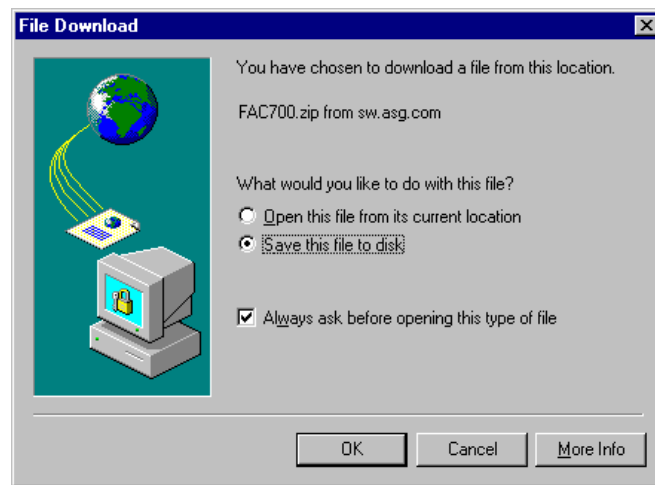 File Download
You have chosen to download a file from this location.
FAC700.zip from sw.asg.com
What would you like to do with this file?
Open this file from its current location
Save this file to disk
Always ask before opening this type of file
OK
Cancel
More Info